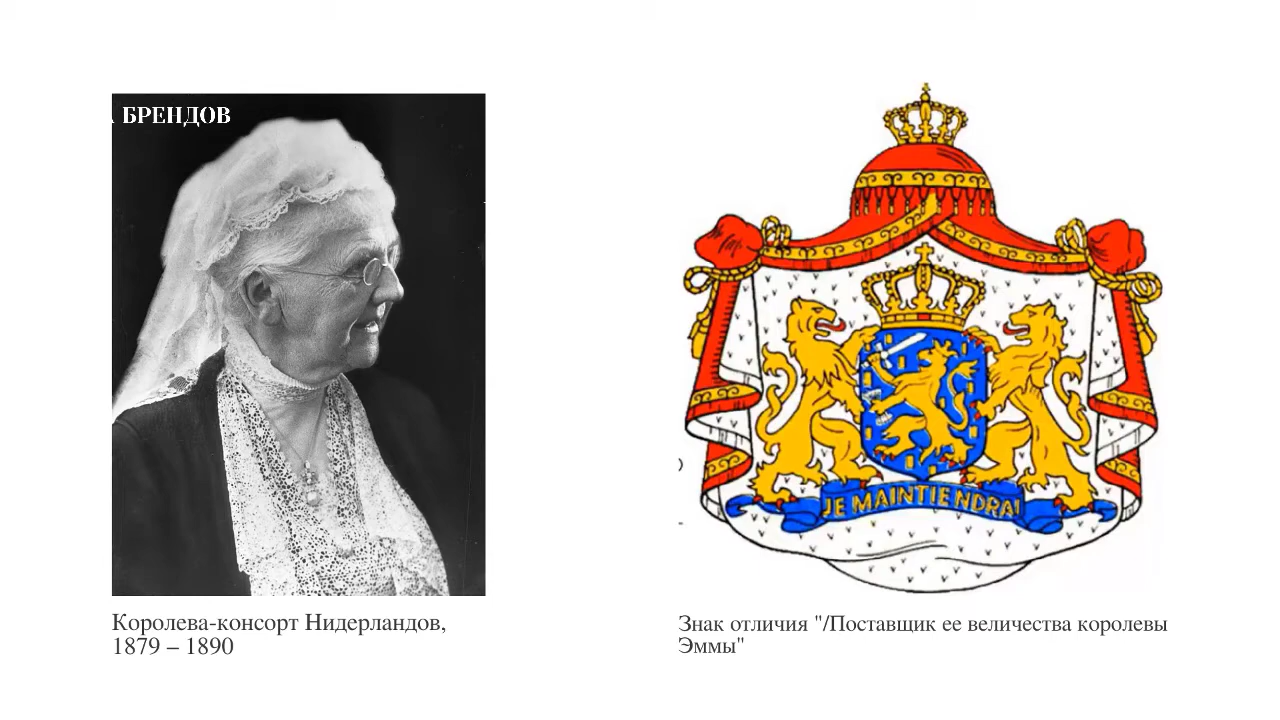 БРЕНДОВ
JE MAINTIENDRAI
Королева-консорт Нидерландов,
1879 – 1890
Знак отличия "/Поставщик ее величества королевы
Эммы"